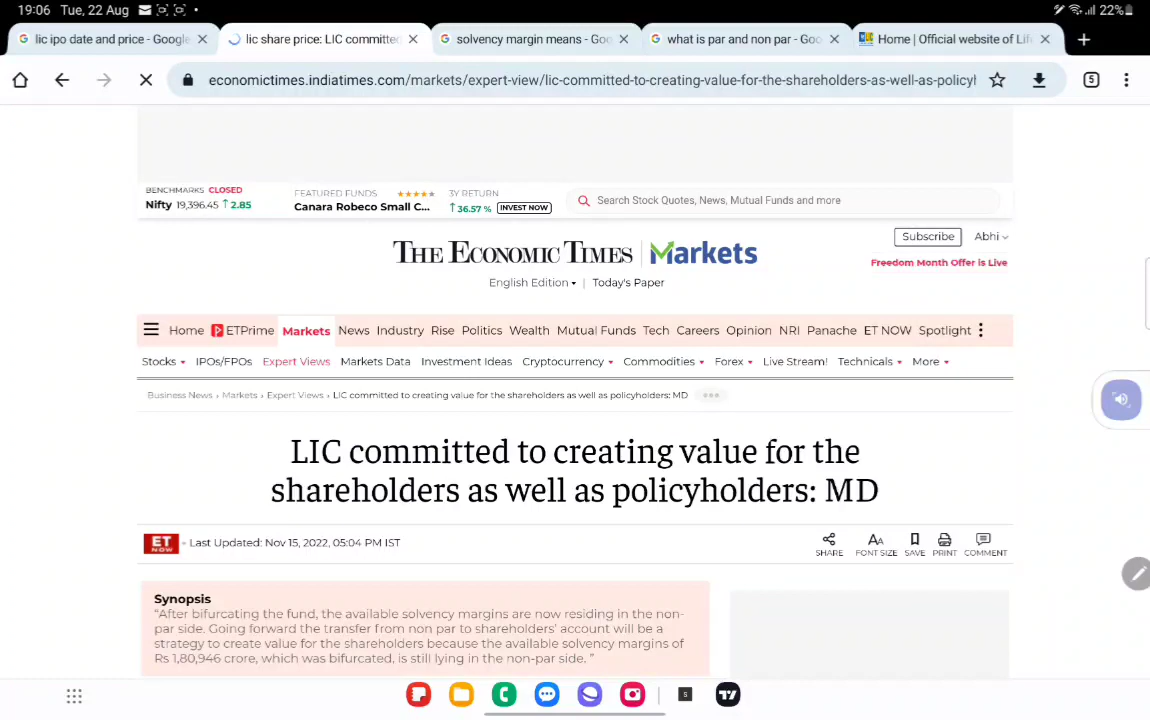 19:06 Tue, 22 Aug 22%
lic ipo date and price - Google
lic share price: LIC committed
solvency margin means - Goo
what is par and non par - Goo
Home | Official website of Life
economictimes.indiatimes.com/markets/expert-view/lic-committed-to-creating-value-for-the-shareholders-as-well-as-policyl
5
BENCHMARKS CLOSED
Nifty 19,396.45 ↑ 2.85
FEATURED FUNDS ★★★★★
Canara Robeco Small C...
3Y RETURN
↑ 36.57 % INVEST NOW
Search Stock Quotes, News, Mutual Funds and more
THE ECONOMIC TIMES | Markets
Subscribe Abhi
Freedom Month Offer is Live
English Edition | Today's Paper
Home ETPrime Markets News Industry Rise Politics Wealth Mutual Funds Tech Careers Opinion NRI Panache ET NOW Spotlight
Stocks IPOs/FPOs Expert Views Markets Data Investment Ideas Cryptocurrency Commodities Forex Live Stream! Technicals More
Business News › Markets › Expert Views › LIC committed to creating value for the shareholders as well as policyholders: MD
LIC committed to creating value for the
shareholders as well as policyholders: MD
ET NOW - Last Updated: Nov 15, 2022, 05:04 PM IST
SHARE FONT SIZE SAVE PRINT COMMENT
Synopsis
“After bifurcating the fund, the available solvency margins are now residing in the non-
par side. Going forward the transfer from non par to shareholders’ account will be a
strategy to create value for the shareholders because the available solvency margins of
Rs 1,80,946 crore, which was bifurcated, is still lying in the non-par side. ”